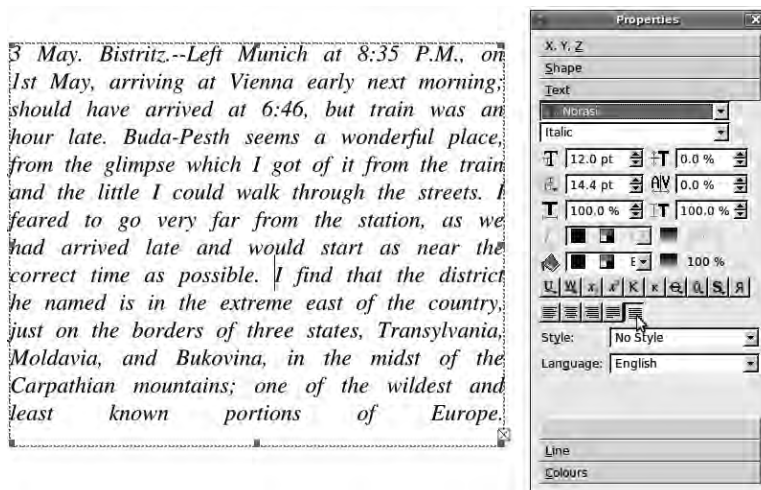 3 May. Bistritz.--Left Munich at 8:35 P.M., on
1st May, arriving at Vienna early next morning;
should have arrived at 6:46, but train was an
hour late. Buda-Pesth seems a wonderful place,
from the glimpse which I got of it from the train
and the little I could walk through the streets. I
feared to go very far from the station, as we
had arrived late and would start as near the
correct time as possible. I find that the district
he named is in the extreme east of the country,
just on the borders of three states, Transylvania,
Moldavia, and Bukovina, in the midst of the
Carpathian mountains; one of the wildest and
least known portions of Europe.
Properties
X, Y, Z
Shape
Text
Norasi
Italic
12.0 pt 0.0 %
14.4 pt 0.0 %
100.0 % 100.0 %
100 %
Style: No Style
Language: English
Line
Colours